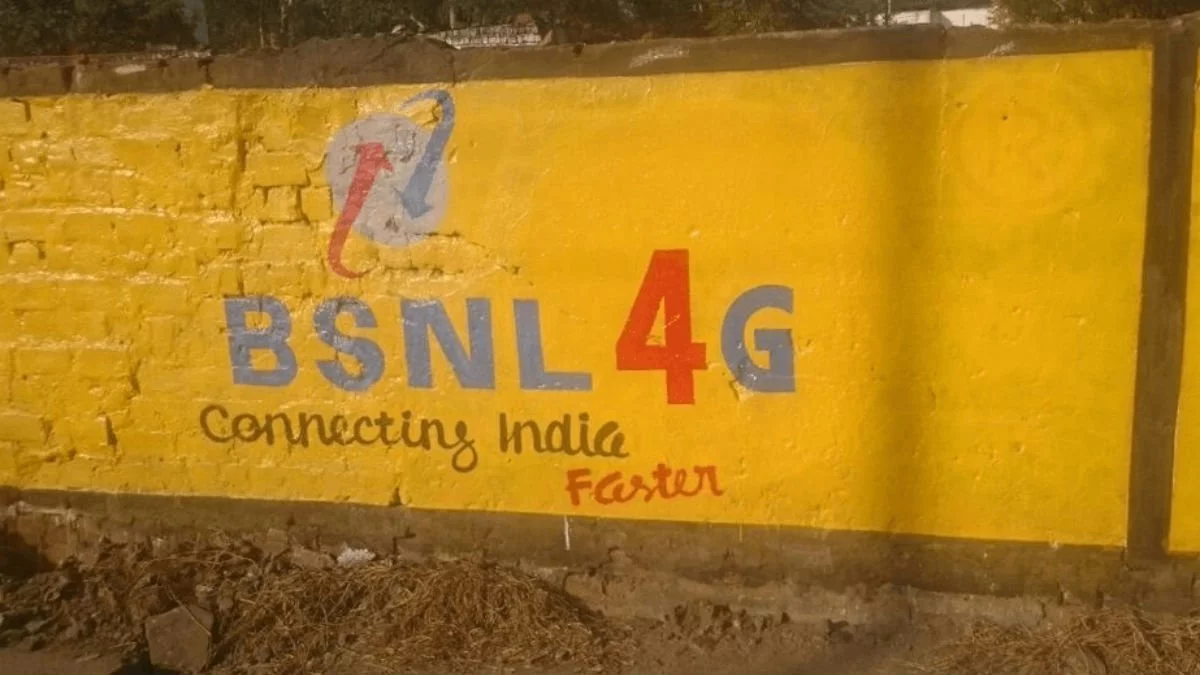 BSNL 4G
Connecting India
Faster